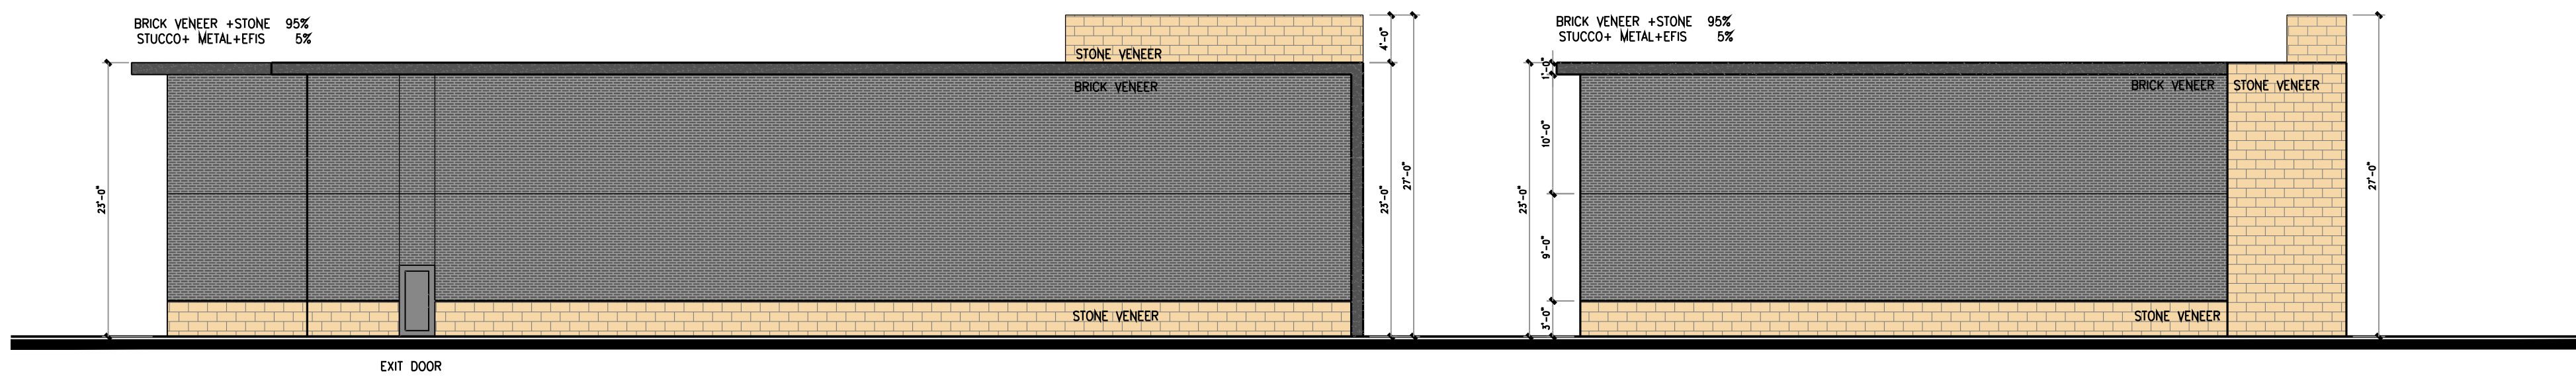 BRICK VENEER +STONE 95%
STUCCO+ METAL+EFIS 5%
STONE VENEER
BRICK VENEER
STONE VENEER
EXIT DOOR
23'-0"
4'-0"
23'-0"
27'-0"
BRICK VENEER +STONE 95%
STUCCO+ METAL+EFIS 5%
BRICK VENEER
STONE VENEER
STONE VENEER
23'-0"
1'-0"
10'-0"
9'-0"
3'-0"
27'-0"